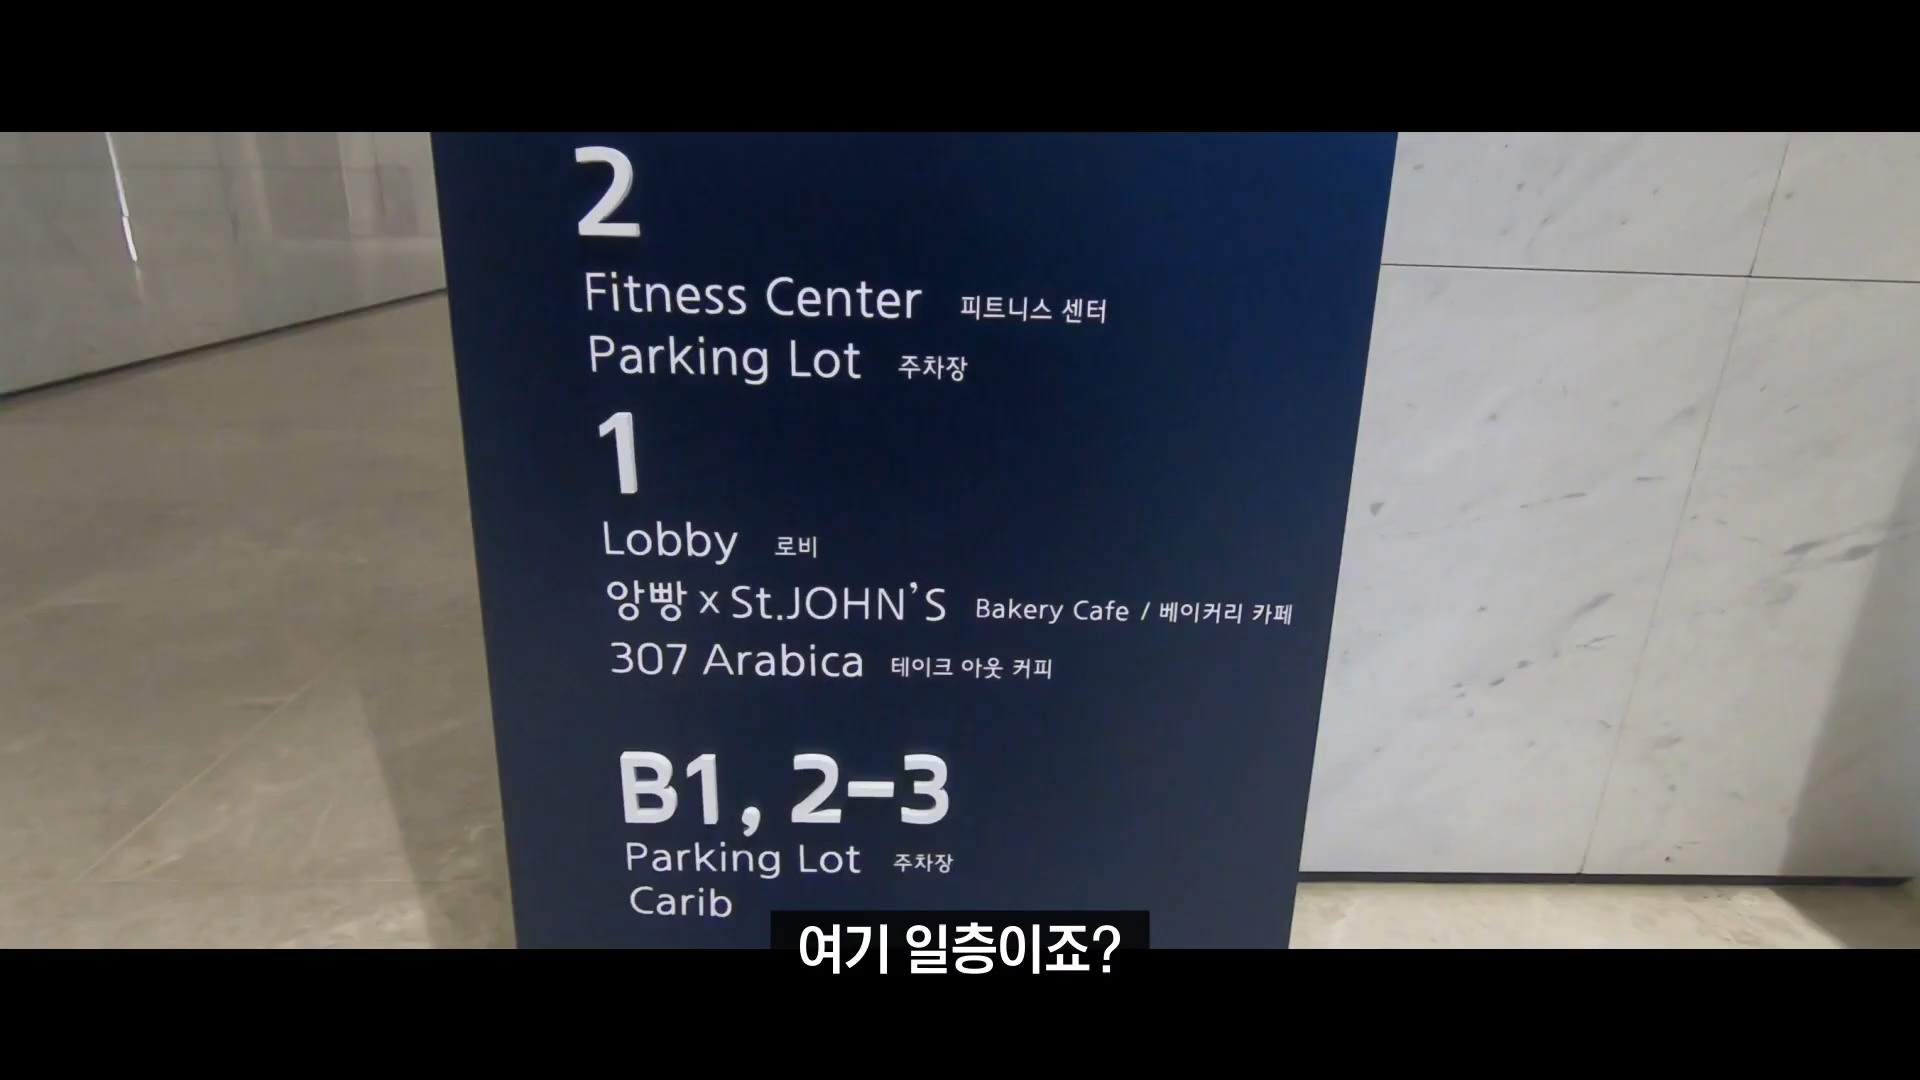 2
Fitness Center 피트니스 센터
Parking Lot 주차장
1
Lobby 로비
앙빵 x St.JOHN'S Bakery Cafe / 베이커리 카페
307 Arabica 테이크 아웃 커피
B1, 2-3
Parking Lot 주차장
Carib
여기 일층이죠?